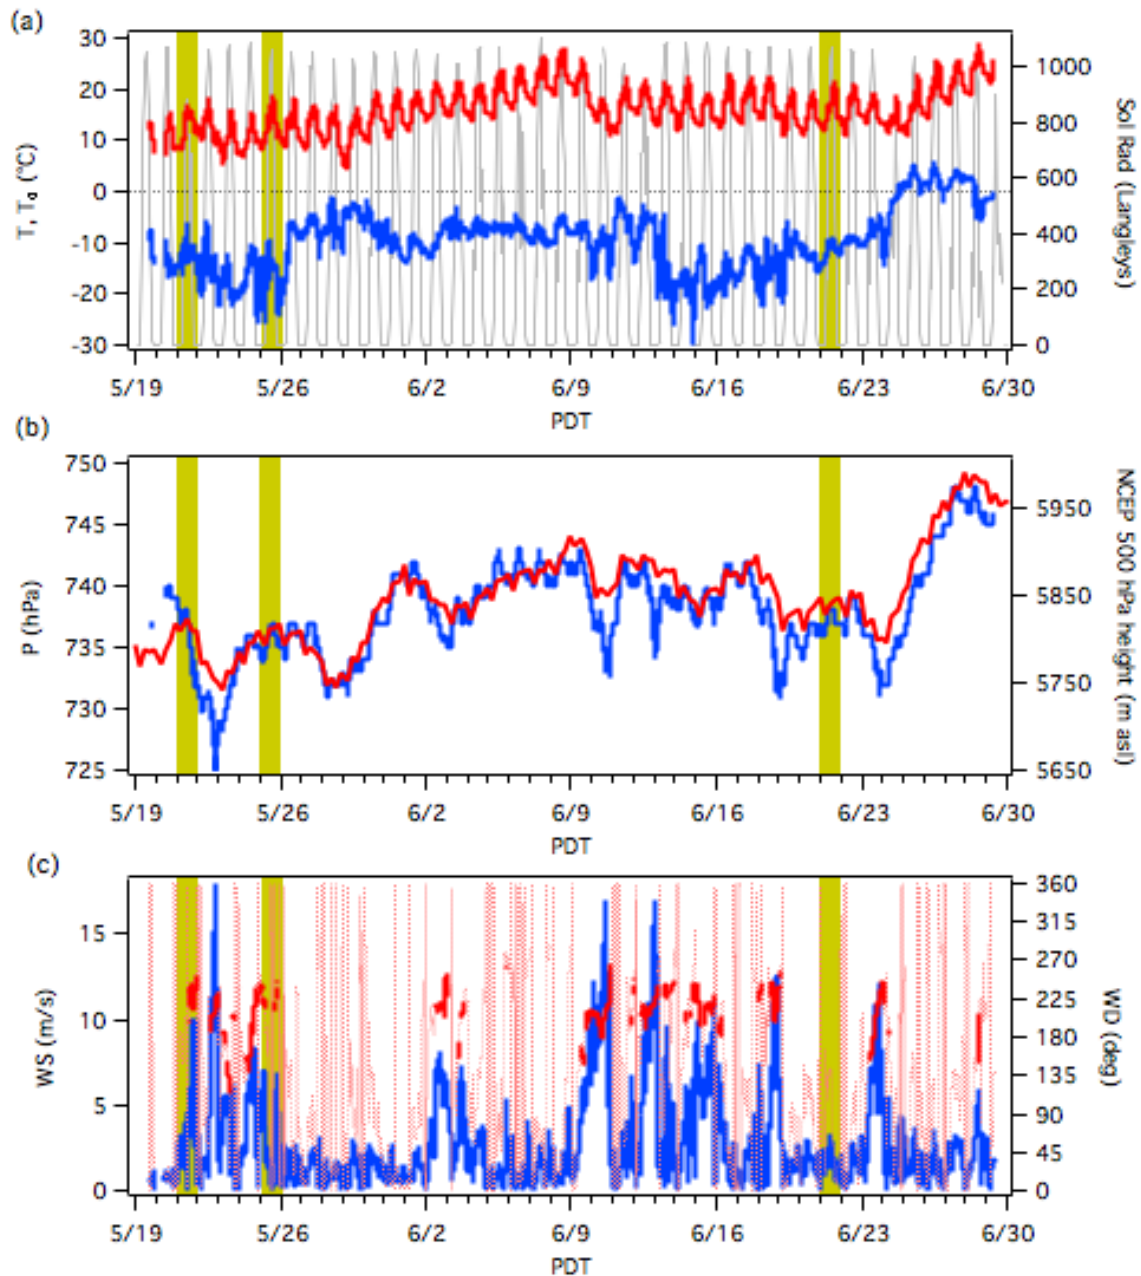 (a)
30
20
10
0
-10
-20
-30
T, Td (°C)
1000
800
600
400
200
0
Sol Rad (Langleys)
5/19 5/26 6/2 6/9 6/16 6/23 6/30
PDT
(b)
750
745
740
735
730
725
P (hPa)
5950
5850
5750
5650
NCEP 500 hPa height (m asl)
5/19 5/26 6/2 6/9 6/16 6/23 6/30
PDT
(c)
15
10
5
0
WS (m/s)
360
315
270
225
180
135
90
45
0
WD (deg)
5/19 5/26 6/2 6/9 6/16 6/23 6/30
PDT